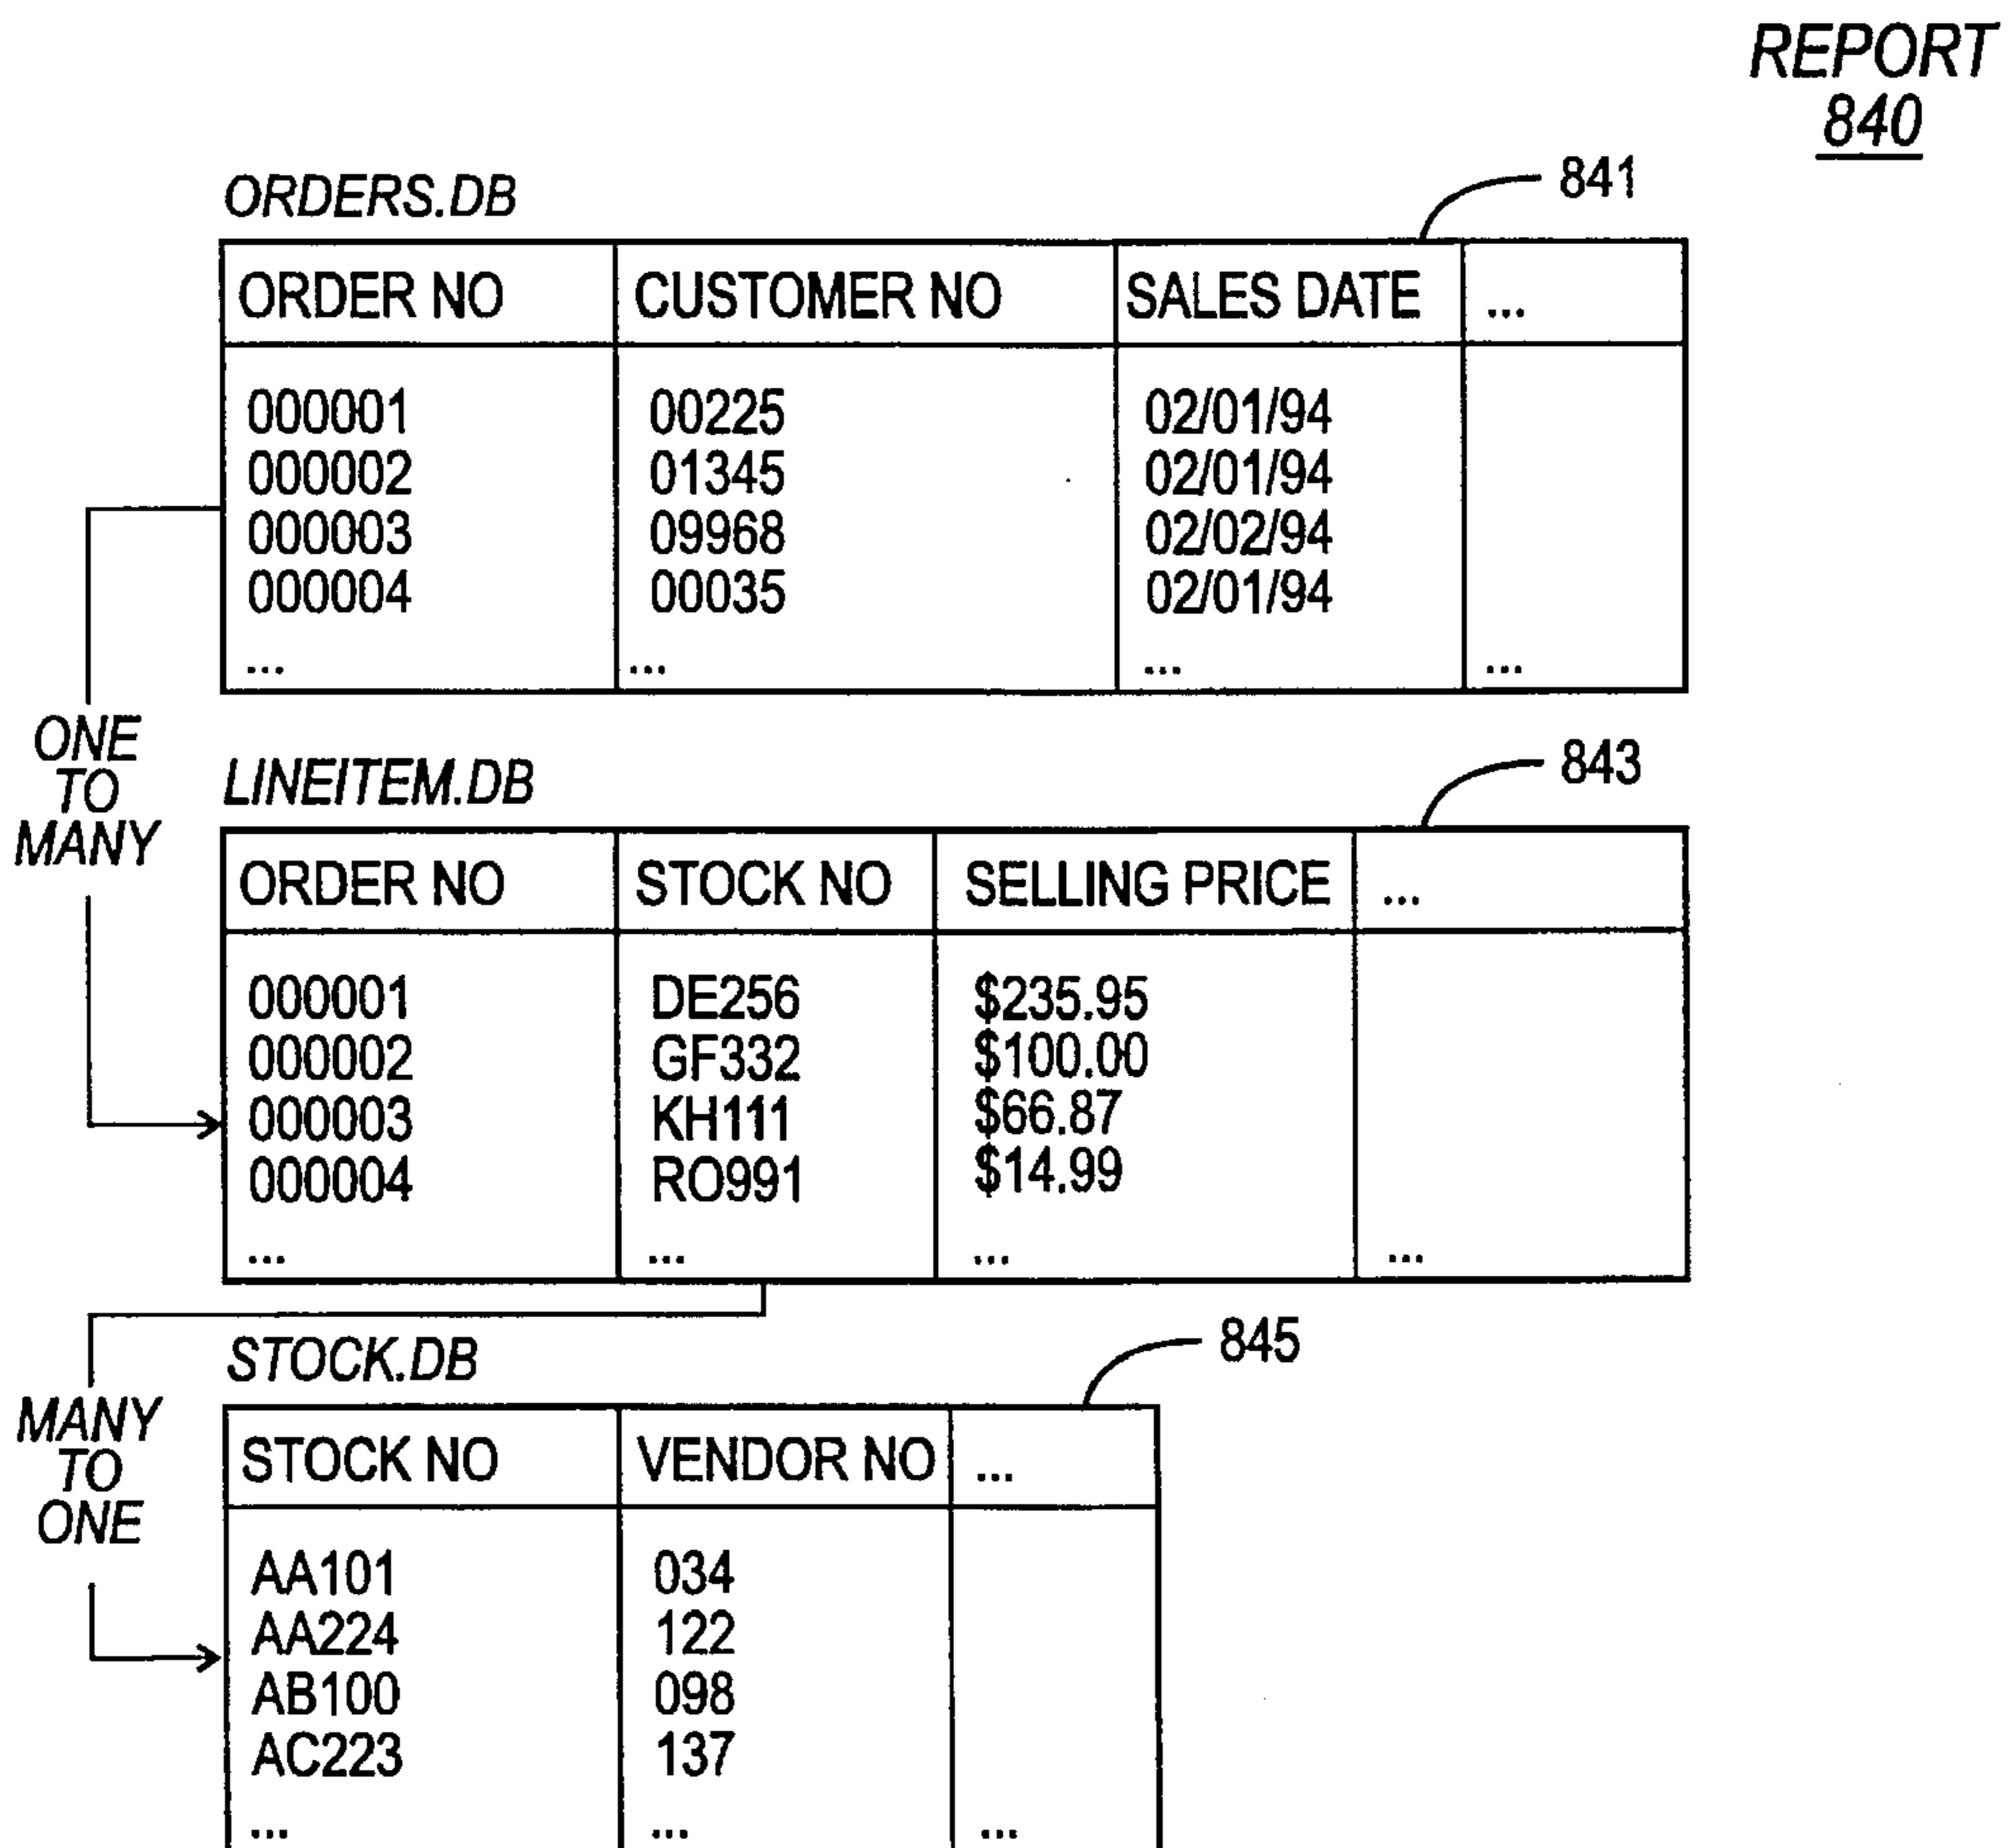 REPORT
840
ORDERS.DB
841
ORDER NO CUSTOMER NO SALES DATE ...
000001 00225 02/01/94
000002 01345 02/01/94
000003 09968 02/02/94
000004 00035 02/01/94
... ... ... ...
ONE
TO
MANY
LINEITEM.DB
843
ORDER NO STOCK NO SELLING PRICE ...
000001 DE256 $235.95
000002 GF332 $100.00
000003 KH111 $66.87
000004 RO991 $14.99
... ... ... ...
MANY
TO
ONE
STOCK.DB
845
STOCK NO VENDOR NO ...
AA101 034
AA224 122
AB100 098
AC223 137
... ... ...